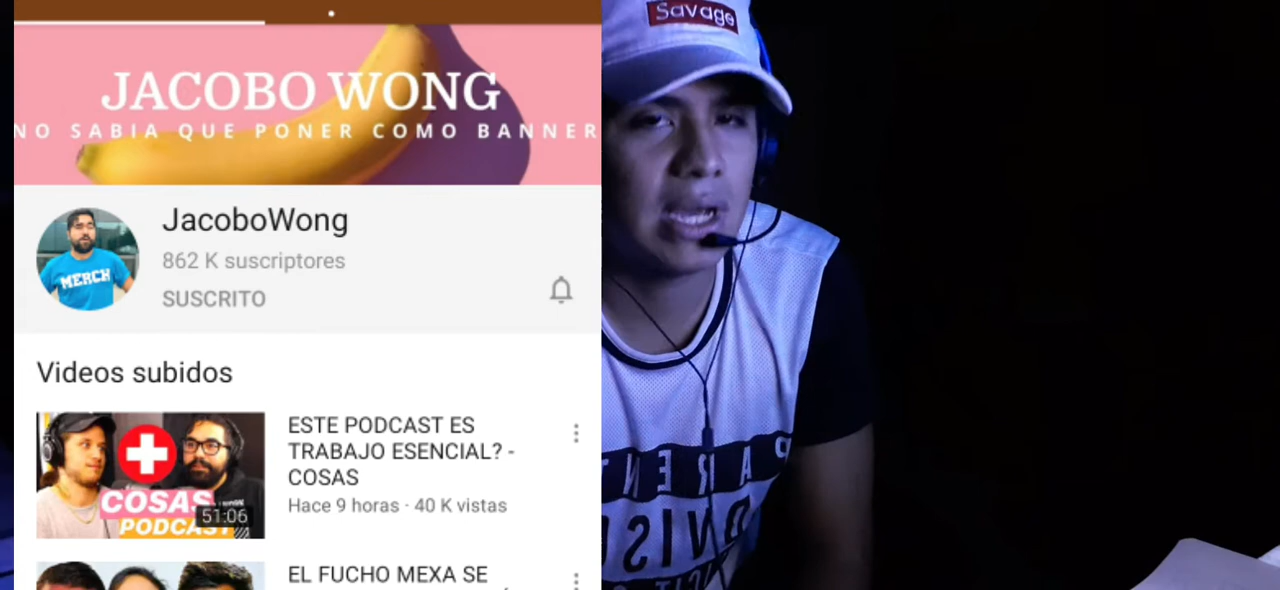 JACOBO WONG
NO SABIA QUE PONER COMO BANNER
JacoboWong
862 K suscriptores
SUSCRITO
Videos subidos
ESTE PODCAST ES
TRABAJO ESENCIAL? -
COSAS
Hace 9 horas · 40 K vistas
MERCH
COSAS
PODCAST
51:06
EL FUCHO MEXA SE
Savage
PARENT